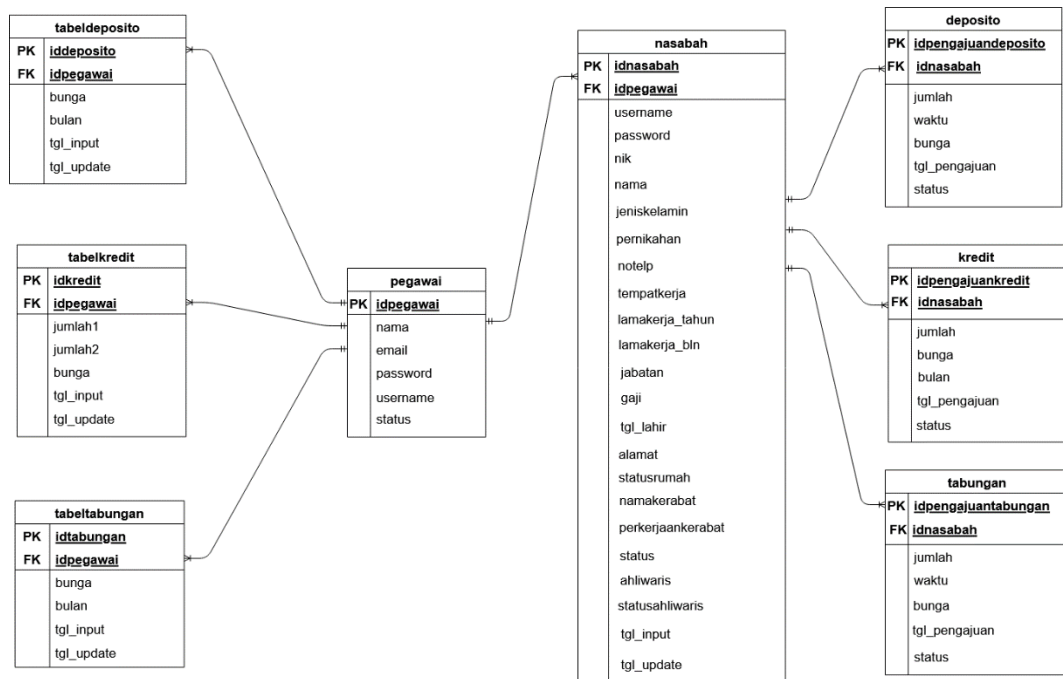 tabeldeposito
PK iddeposito
FK idpegawai
bunga
bulan
tgl_input
tgl_update
tabelkredit
PK idkredit
FK idpegawai
jumlah1
jumlah2
bunga
tgl_input
tgl_update
tabeltabungan
PK idtabungan
FK idpegawai
bunga
bulan
tgl_input
tgl_update
pegawai
PK idpegawai
nama
email
password
username
status
nasabah
PK idnasabah
FK idpegawai
username
password
nik
nama
jeniskelamin
pernikahan
notelp
tempatkerja
lamakerja_tahun
lamakerja_bln
jabatan
gaji
tgl_lahir
alamat
statusrumah
namakerabat
perkerjaankerabat
status
ahliwaris
statusahliwaris
tgl_input
tgl_update
deposito
PK idpengajuandeposito
FK idnasabah
jumlah
waktu
bunga
tgl_pengajuan
status
kredit
PK idpengajuankredit
FK idnasabah
jumlah
bunga
bulan
tgl_pengajuan
status
tabungan
PK idpengajuantabungan
FK idnasabah
jumlah
waktu
bunga
tgl_pengajuan
status